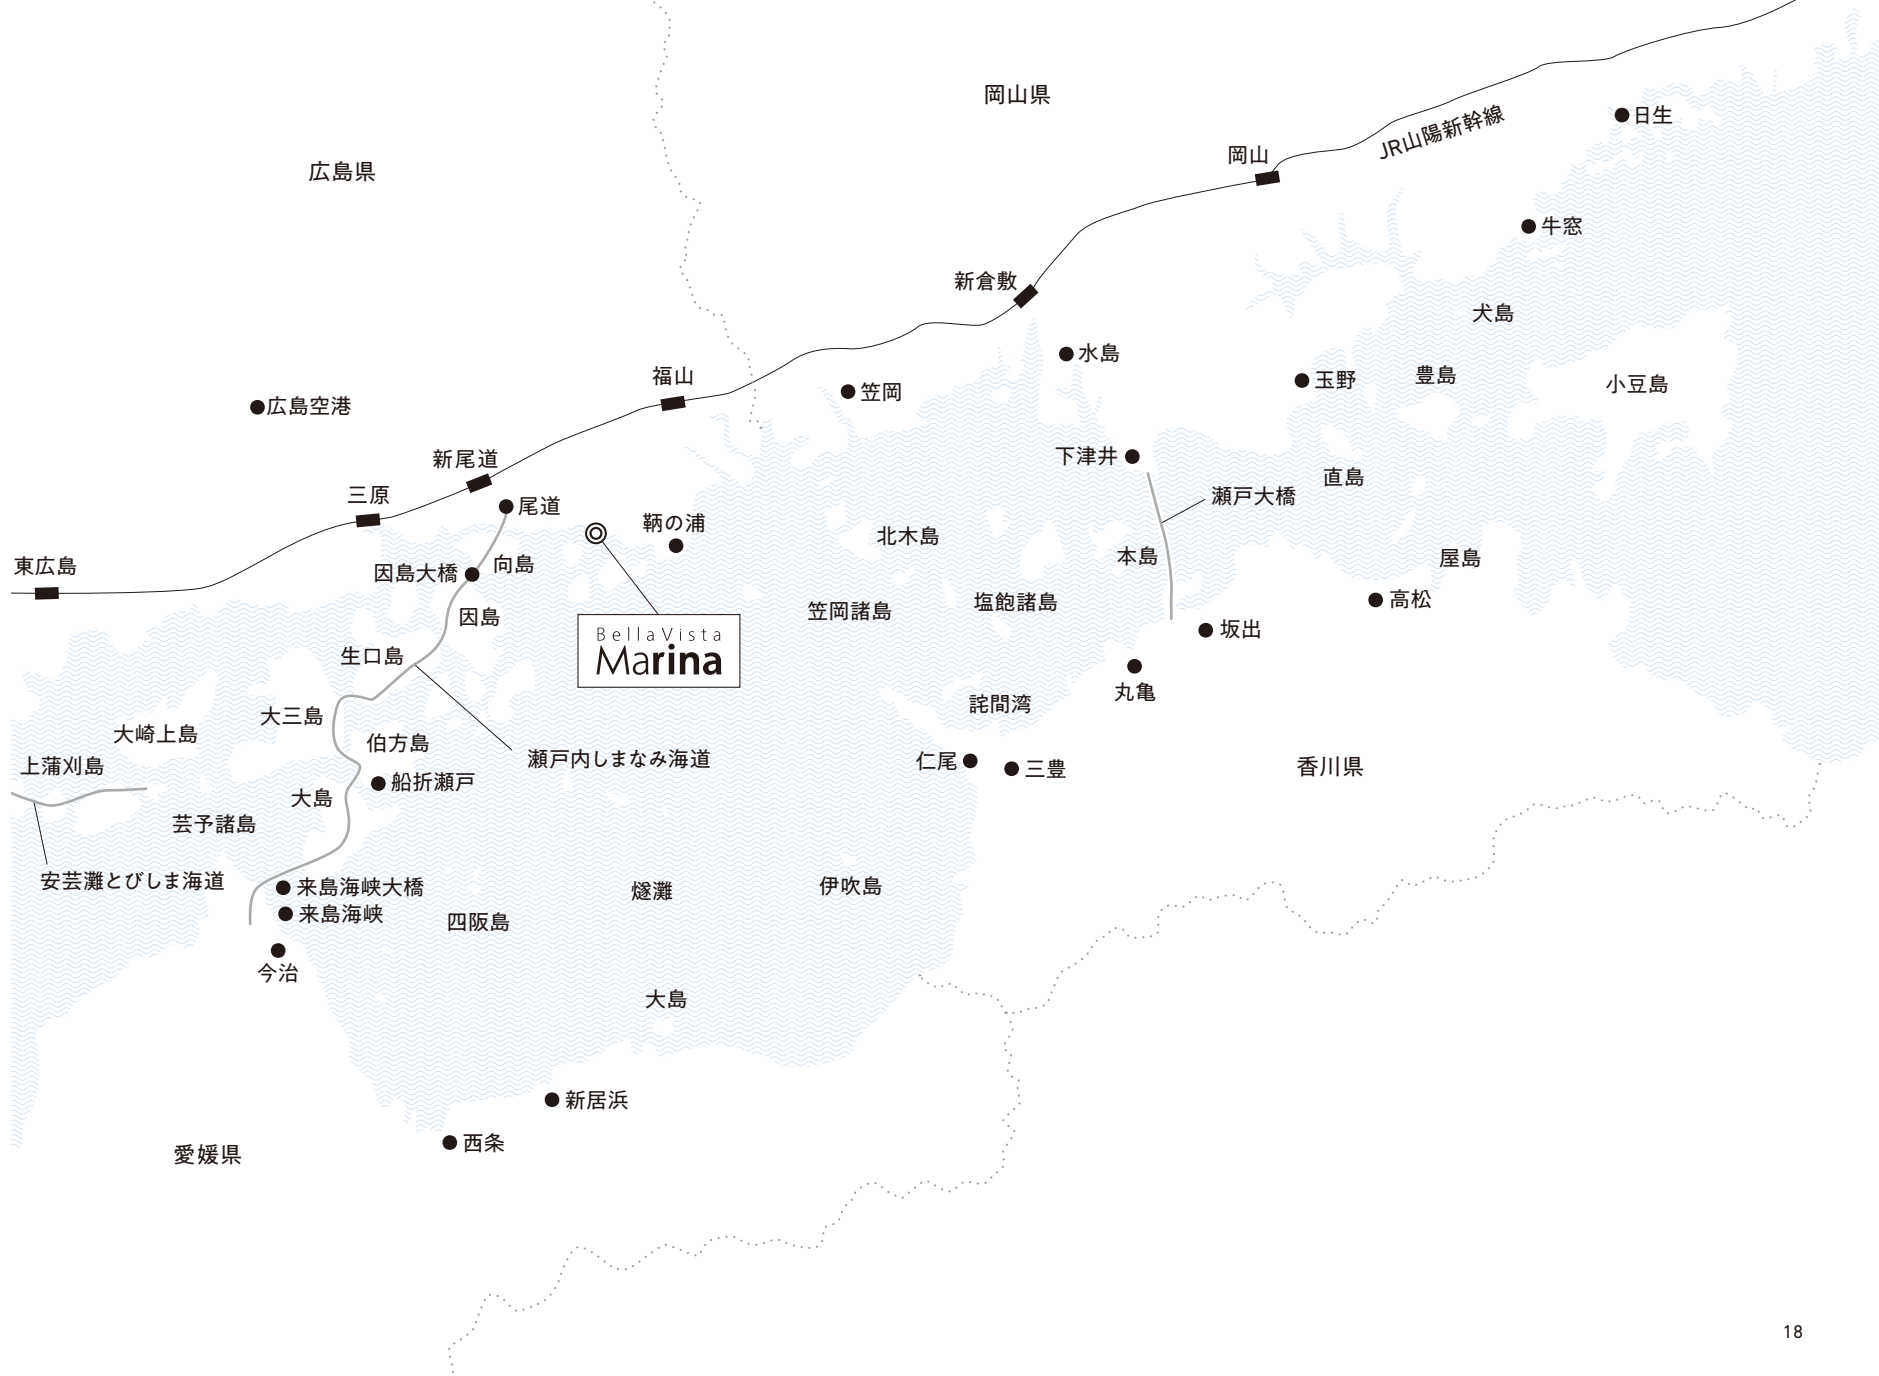 岡山県
JR山陽新幹線
日生
岡山
広島県
牛窓
新倉敷
犬島
水島
福山
笠岡
玉野
豊島
小豆島
広島空港
新尾道
下津井
直島
三原
尾道
瀬戸大橋
鞆の浦
北木島
本島
屋島
東広島
因島大橋
向島
因島
笠岡諸島
塩飽諸島
高松
坂出
BellaVista
Marina
生口島
丸亀
大三島
詫間湾
大崎上島
伯方島
上蒲刈島
瀬戸内しまなみ海道
仁尾
三豊
香川県
船折瀬戸
大島
芸予諸島
安芸灘とびしま海道
来島海峡大橋
燧灘
伊吹島
来島海峡
四阪島
今治
大島
新居浜
西条
愛媛県
18